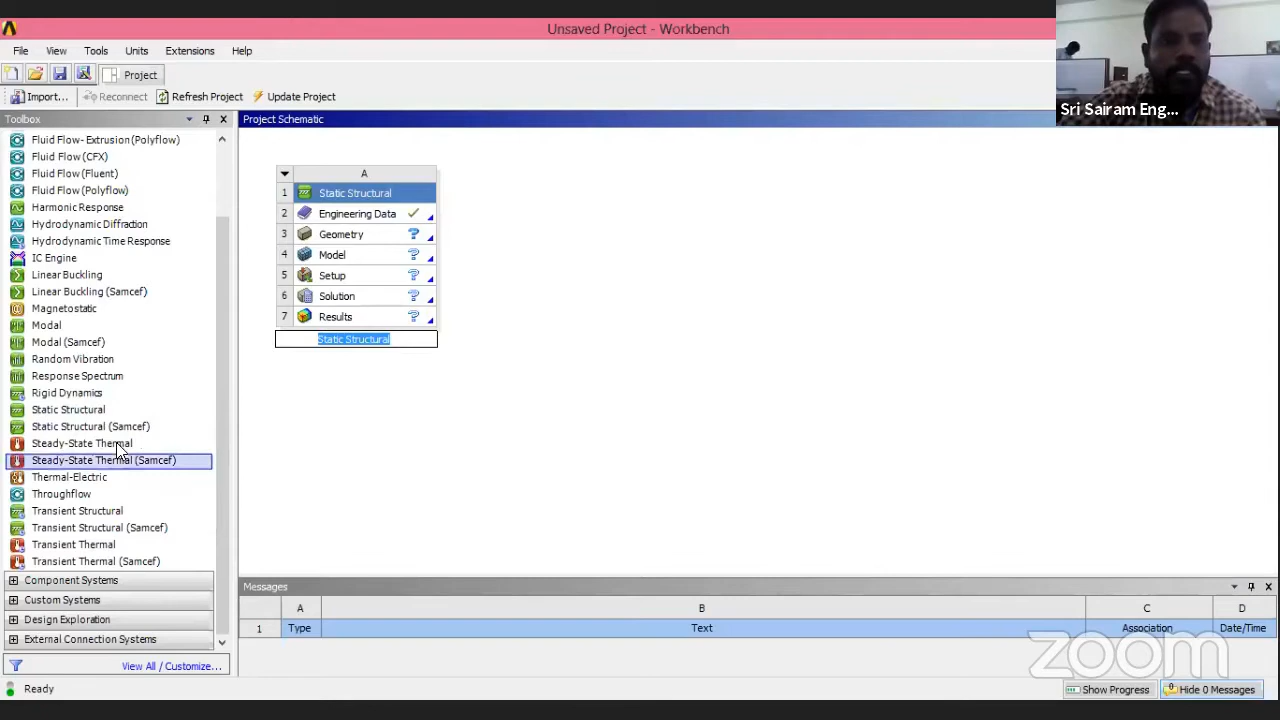 Unsaved Project - Workbench
File View Tools Units Extensions Help
Project
Import... Reconnect Refresh Project Update Project
Sri Sairam Eng...
Toolbox
Fluid Flow- Extrusion (Polyflow)
Fluid Flow (CFX)
Fluid Flow (Fluent)
Fluid Flow (Polyflow)
Harmonic Response
Hydrodynamic Diffraction
Hydrodynamic Time Response
IC Engine
Linear Buckling
Linear Buckling (Samcef)
Magnetostatic
Modal
Modal (Samcef)
Random Vibration
Response Spectrum
Rigid Dynamics
Static Structural
Static Structural (Samcef)
Steady-State Thermal
Steady-State Thermal (Samcef)
Thermal-Electric
Throughflow
Transient Structural
Transient Structural (Samcef)
Transient Thermal
Transient Thermal (Samcef)
Component Systems
Custom Systems
Design Exploration
External Connection Systems
View All / Customize...
Project Schematic
A
1 Static Structural
2 Engineering Data
3 Geometry ?
4 Model ?
5 Setup ?
6 Solution ?
7 Results ?
Static Structural
Messages
A B C D
1 Type Text Association Date/Time
zoom
Ready
Show Progress Hide 0 Messages